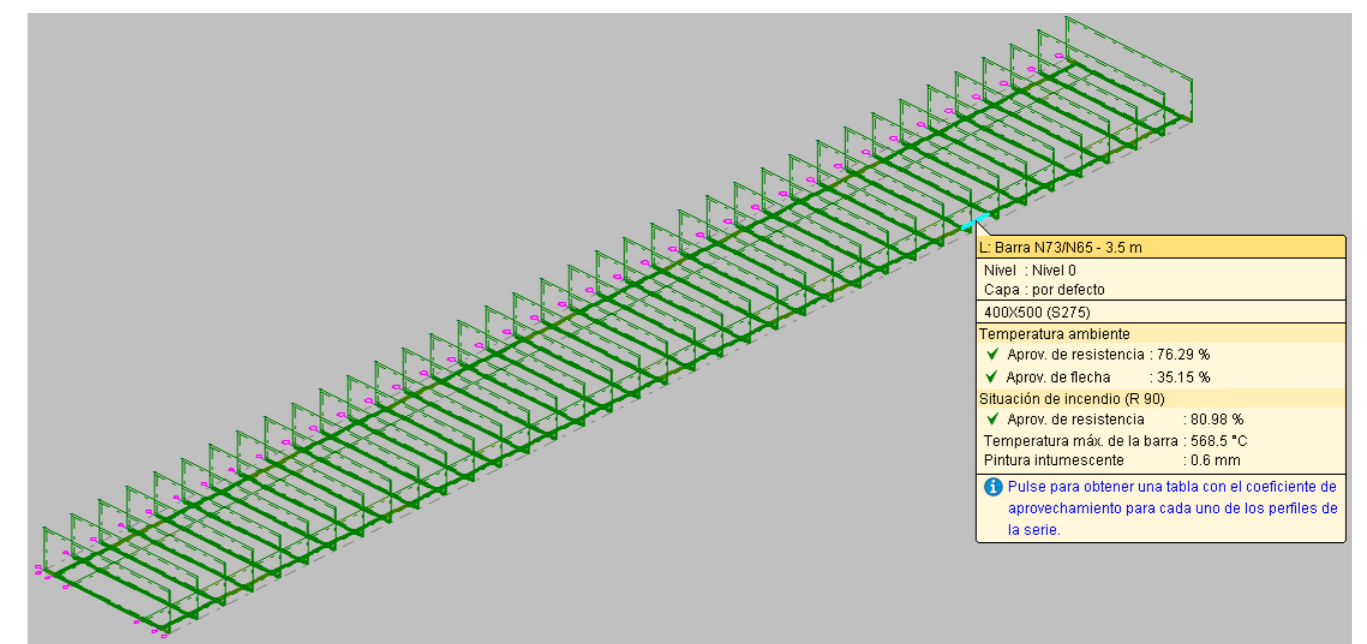 L: Barra N73/N65 - 3.5 m
Nivel : Nivel 0
Capa : por defecto
400X500 (S275)
Temperatura ambiente
✔ Aprov. de resistencia : 76.29 %
✔ Aprov. de flecha : 35.15 %
Situación de incendio (R 90)
✔ Aprov. de resistencia : 80.98 %
Temperatura máx. de la barra : 568.5 °C
Pintura intumescente : 0.6 mm
Pulse para obtener una tabla con el coeficiente de
aprovechamiento para cada uno de los perfiles de
la serie.